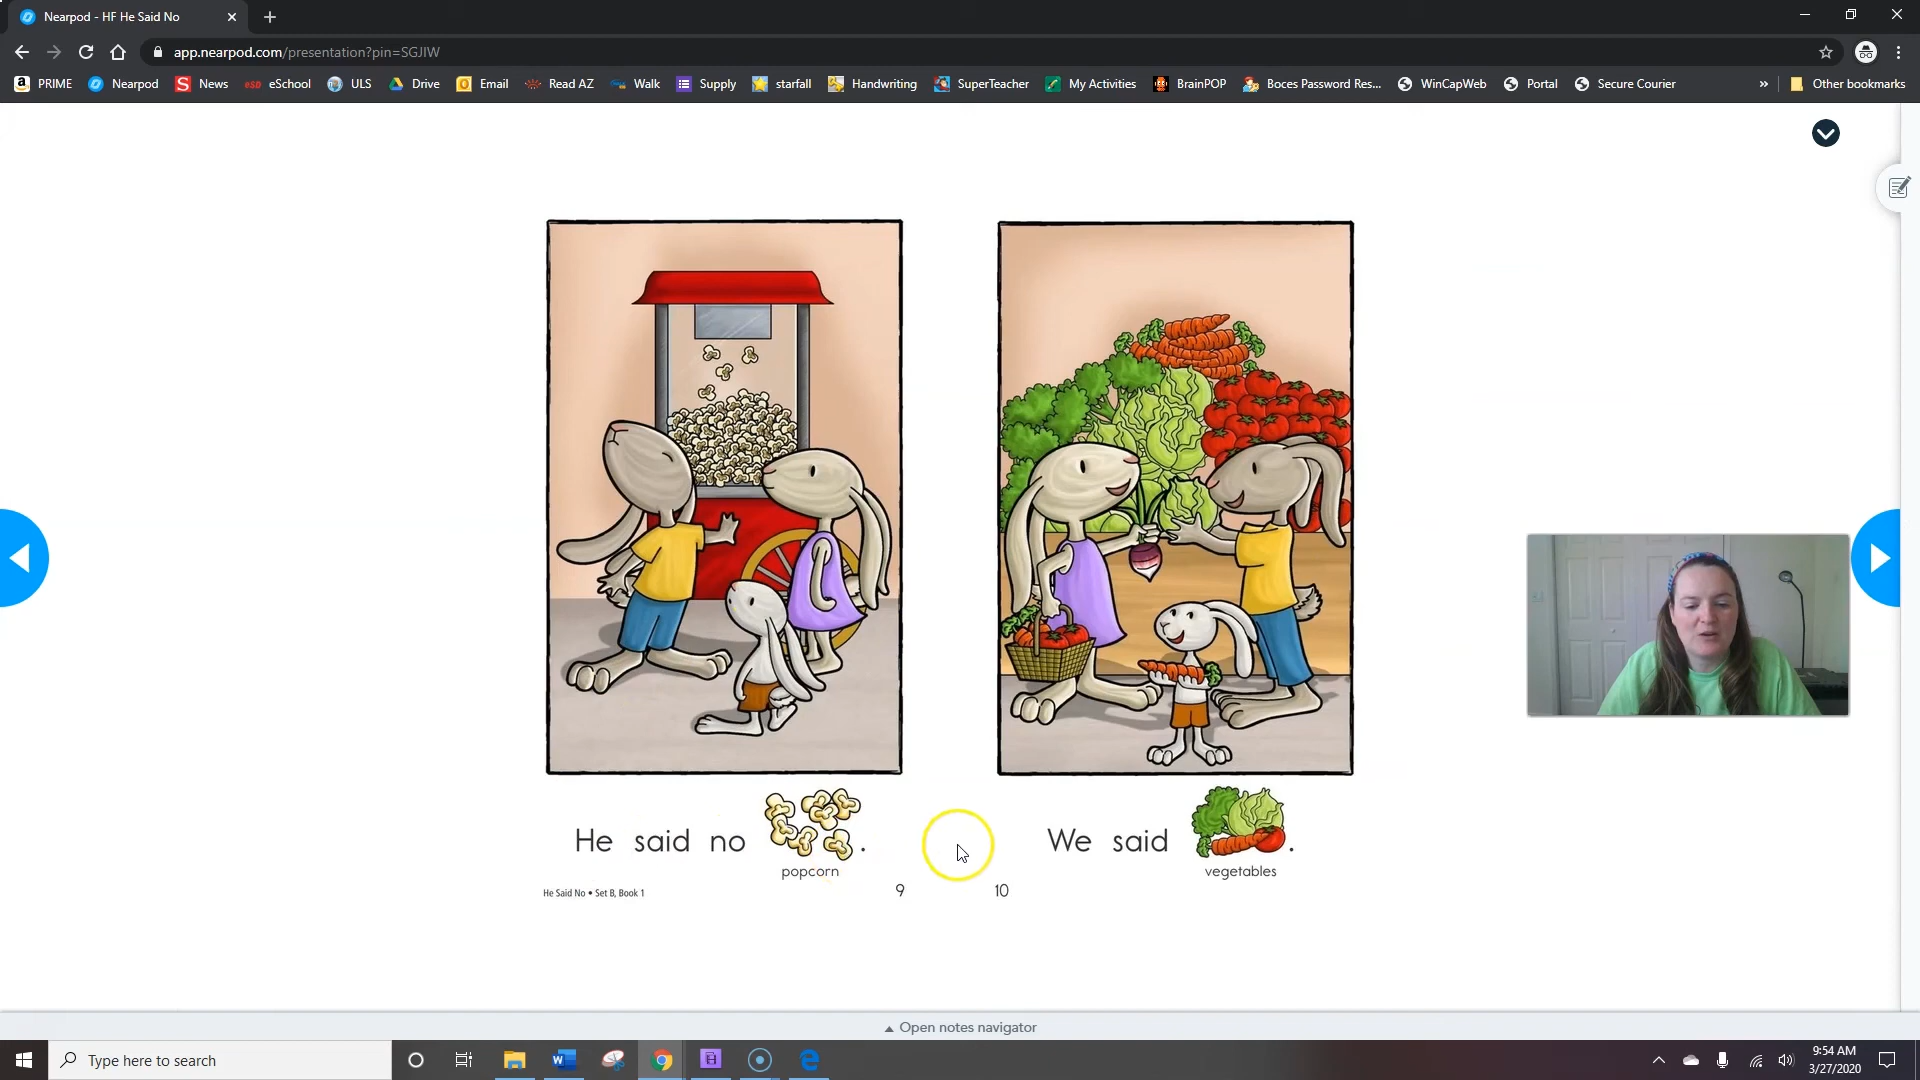 Nearpod - HF He Said No
app.nearpod.com/presentation?pin=SGJIW
PRIME Nearpod News eSchool ULS Drive Email Read AZ Walk Supply starfall Handwriting SuperTeacher My Activities BrainPOP Boces Password Res... WinCapWeb Portal Secure Courier » Other bookmarks
He said no .
popcorn
He Said No • Set B, Book 1
9
We said .
vegetables
10
Open notes navigator
Type here to search
9:54 AM
3/27/2020